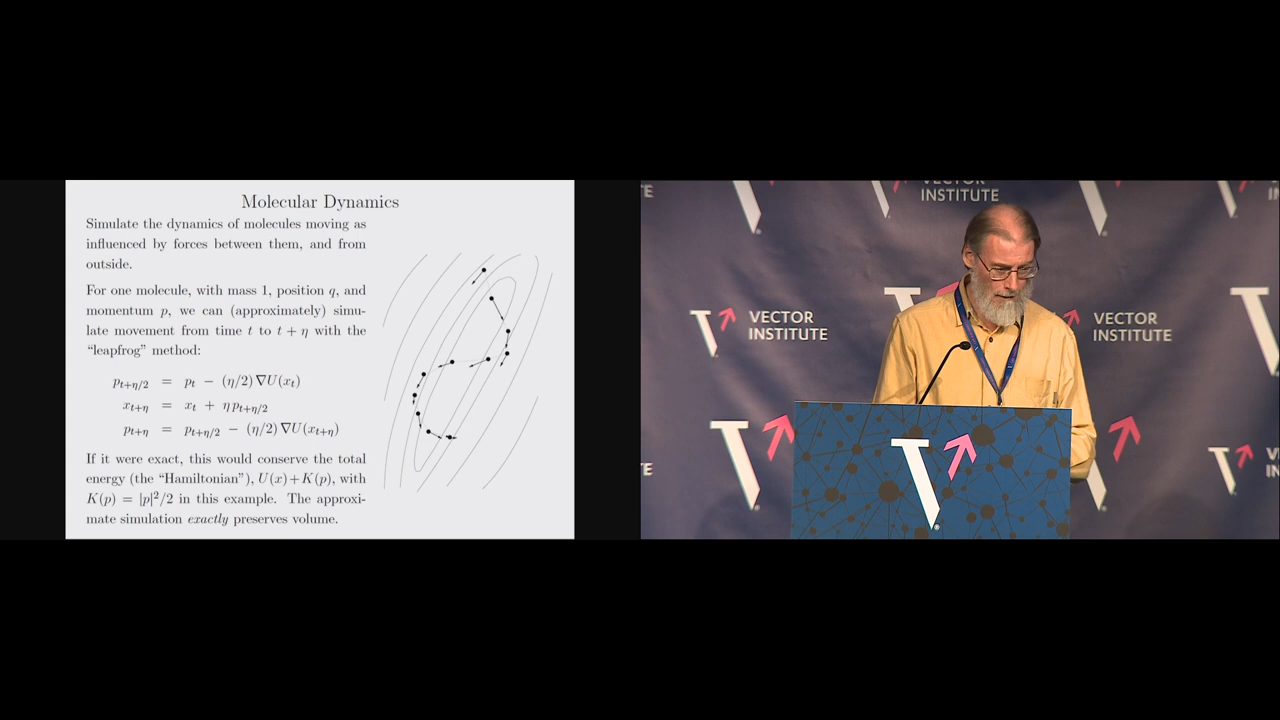 Molecular Dynamics
Simulate the dynamics of molecules moving as
influenced by forces between them, and from
outside.
For one molecule, with mass 1, position q, and
momentum p, we can (approximately) simu-
late movement from time t to t + η with the
“leapfrog” method:
p_{t+η/2} = p_t − (η/2) ∇U(x_t)
x_{t+η} = x_t + η p_{t+η/2}
p_{t+η} = p_{t+η/2} − (η/2) ∇U(x_{t+η})
If it were exact, this would conserve the total
energy (the “Hamiltonian”), U(x)+K(p), with
K(p) = |p|²/2 in this example. The approxi-
mate simulation exactly preserves volume.
VECTOR
INSTITUTE
VECTOR
INSTITUTE
VECTOR
INSTITUTE